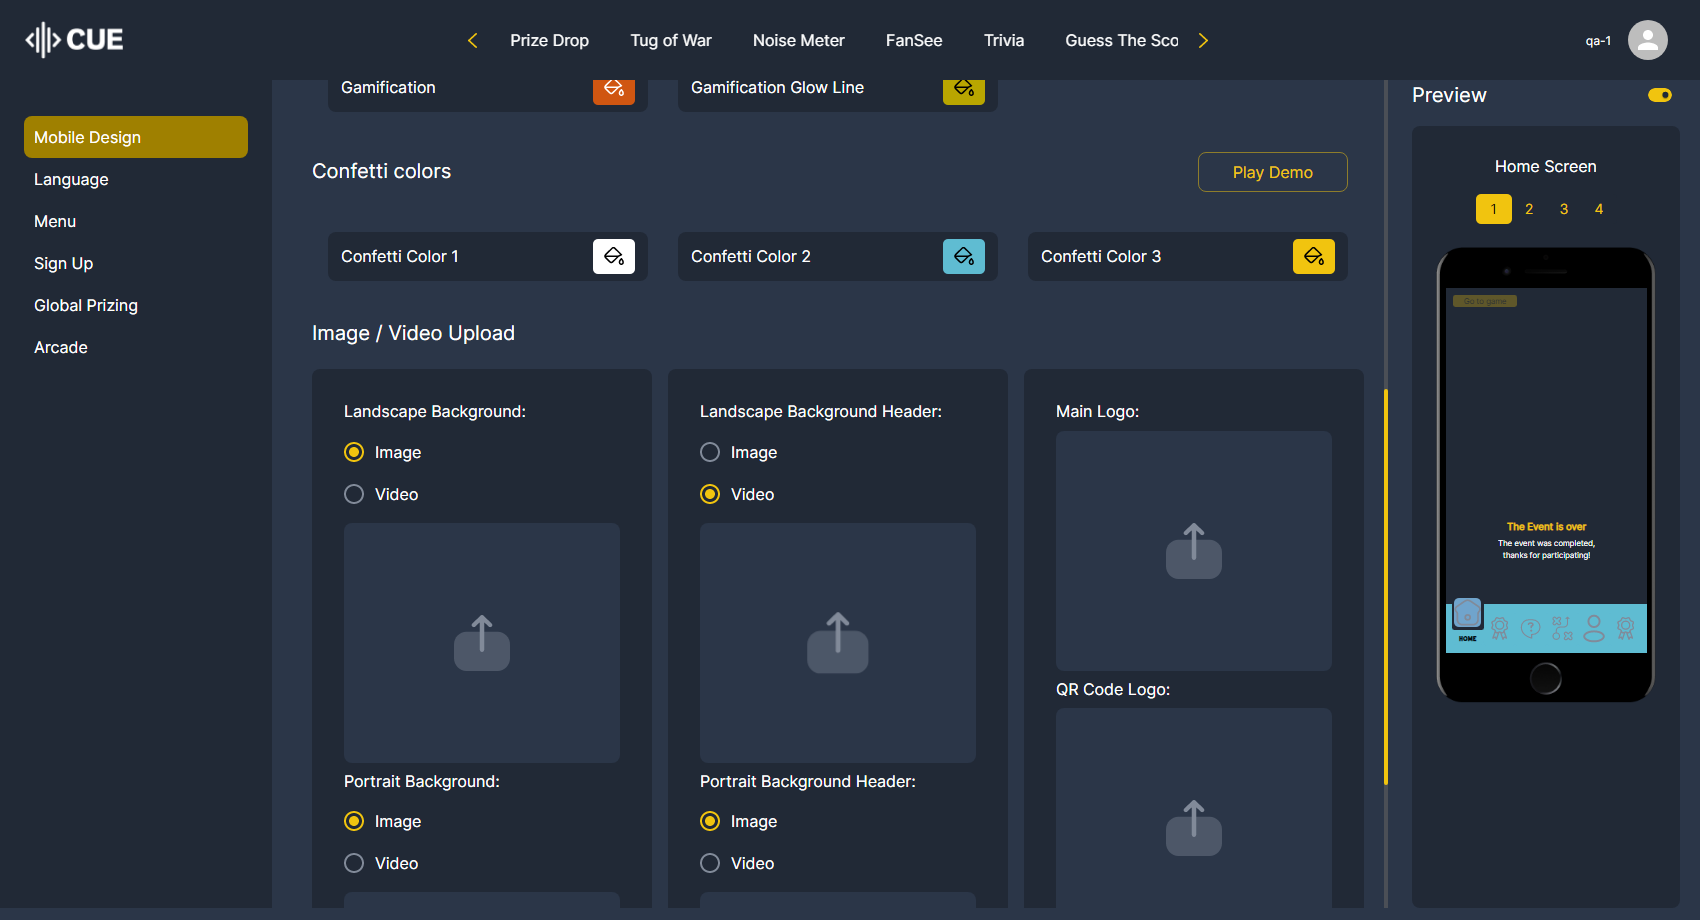 CUE
Prize Drop
Tug of War
Noise Meter
FanSee
Trivia
Guess The Sco
qa-1
Mobile Design
Language
Menu
Sign Up
Global Prizing
Arcade
Gamification
Gamification Glow Line
Confetti colors
Play Demo
Confetti Color 1
Confetti Color 2
Confetti Color 3
Image / Video Upload
Landscape Background:
Image
Video
Portrait Background:
Image
Video
Landscape Background Header:
Image
Video
Portrait Background Header:
Image
Video
Main Logo:
QR Code Logo:
Preview
Home Screen
1
2
3
4
Go to game
The Event is over
The event was completed,
thanks for participating!
HOME